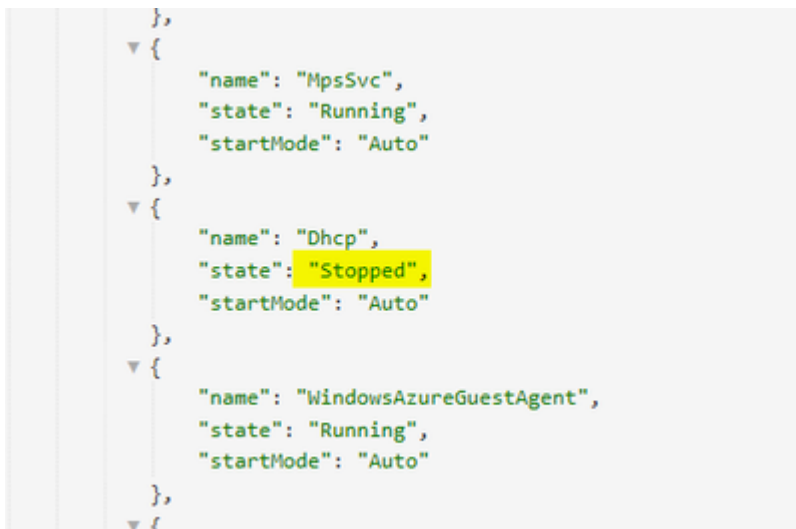 },
{
"name": "MpsSvc",
"state": "Running",
"startMode": "Auto"
},
{
"name": "Dhcp",
"state": "Stopped",
"startMode": "Auto"
},
{
"name": "WindowsAzureGuestAgent",
"state": "Running",
"startMode": "Auto"
},
{